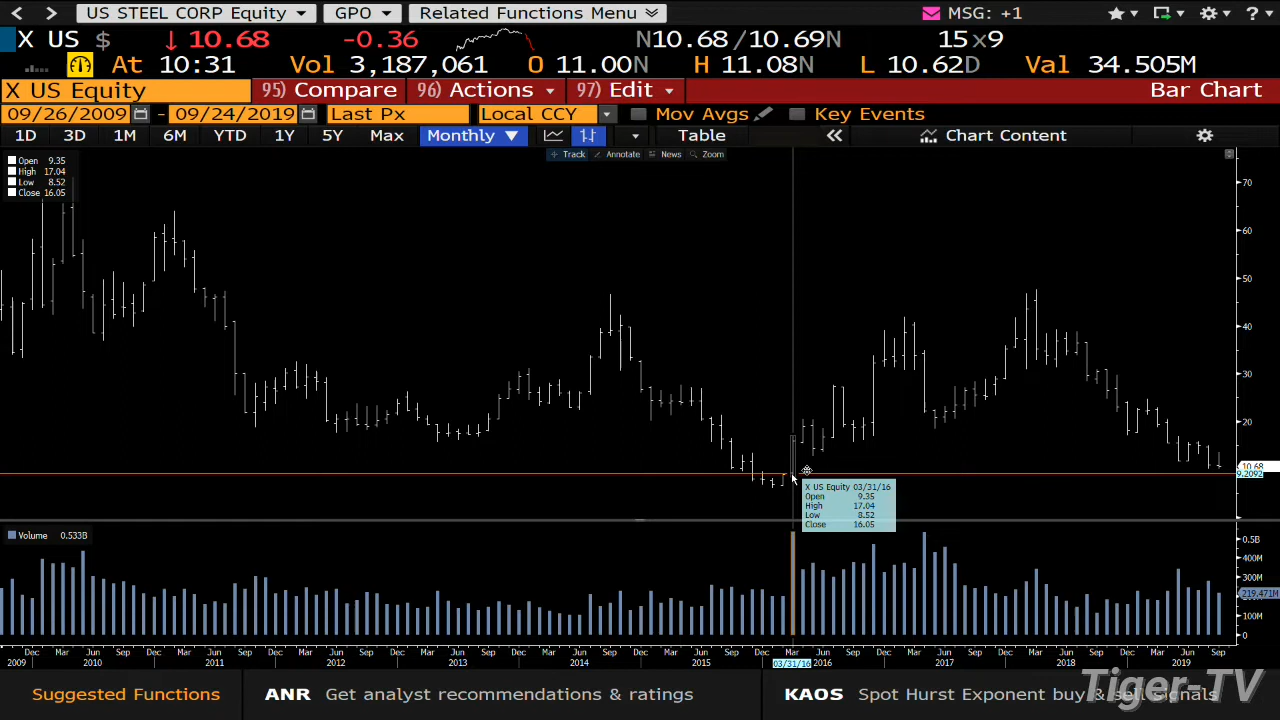 US STEEL CORP Equity GPO Related Functions Menu MSG: +1
X US $ ↓ 10.68 -0.36 N10.68 /10.69N 15 x 9
At 10:31 Vol 3,187,061 O 11.00N H 11.08N L 10.62D Val 34.505M
X US Equity 95) Compare 96) Actions 97) Edit Bar Chart
09/26/2009 - 09/24/2019 Last Px Local CCY Mov Avgs Key Events
1D 3D 1M 6M YTD 1Y 5Y Max Monthly ▼ Table Chart Content
Track Annotate News Zoom
Open 9.35
High 17.04
Low 8.52
Close 16.05
70
60
50
40
30
20
10.68
9.2092
X US Equity 03/31/16
Open 9.35
High 17.04
Low 8.52
Close 16.05
Volume 0.533B
0.5B
400M
300M
219.471M
100M
0
Dec Mar Jun Sep Dec Mar Jun Sep Dec Mar Jun Sep Dec Mar Jun Sep Dec Mar Jun Sep Dec Mar Jun Sep Dec Mar Jun Sep Dec Mar Jun Sep Dec Mar Jun Sep Dec Mar Jun Sep
2009 2010 2011 2012 2013 2014 2015 03/31/16 2016 2017 2018 2019
Tiger-TV
Suggested Functions ANR Get analyst recommendations & ratings KAOS Spot Hurst Exponent buy & sell signals